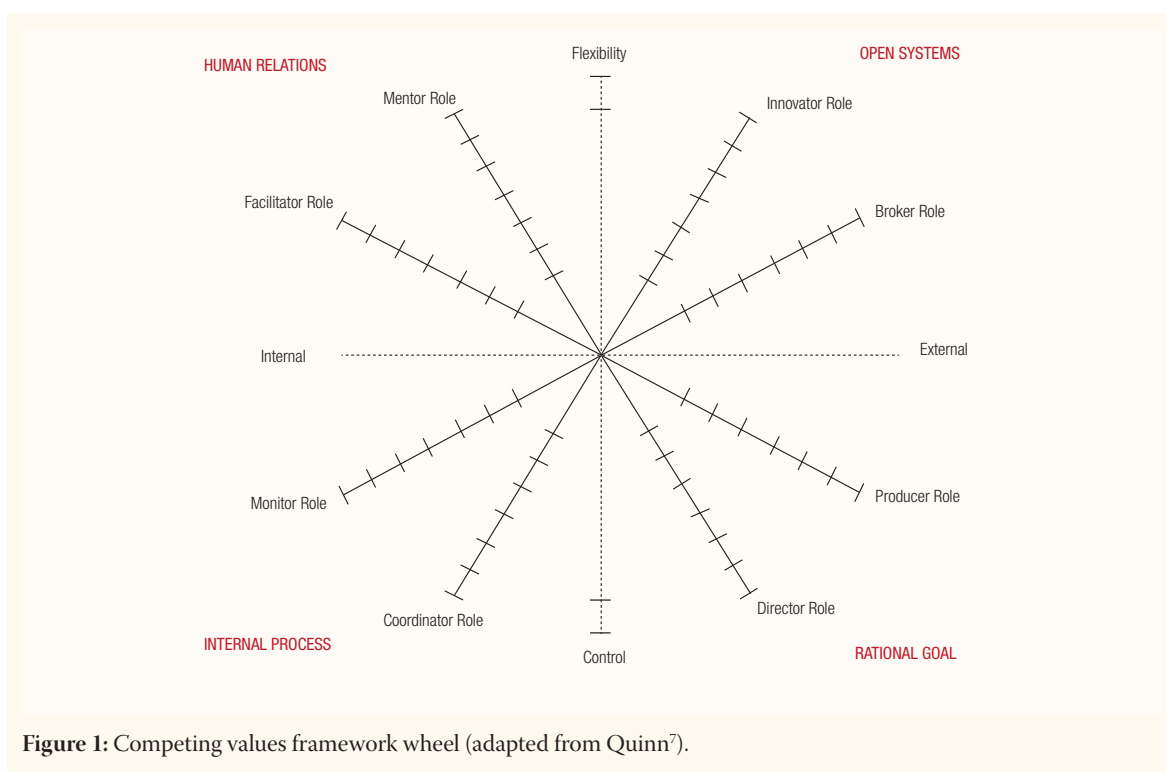 Flexibility
OPEN SYSTEMS
HUMAN RELATIONS
Mentor Role
Innovator Role
Facilitator Role
Broker Role
Internal
External
Monitor Role
Producer Role
Coordinator Role
Director Role
INTERNAL PROCESS
Control
RATIONAL GOAL
Figure 1: Competing values framework wheel (adapted from Quinn⁷).